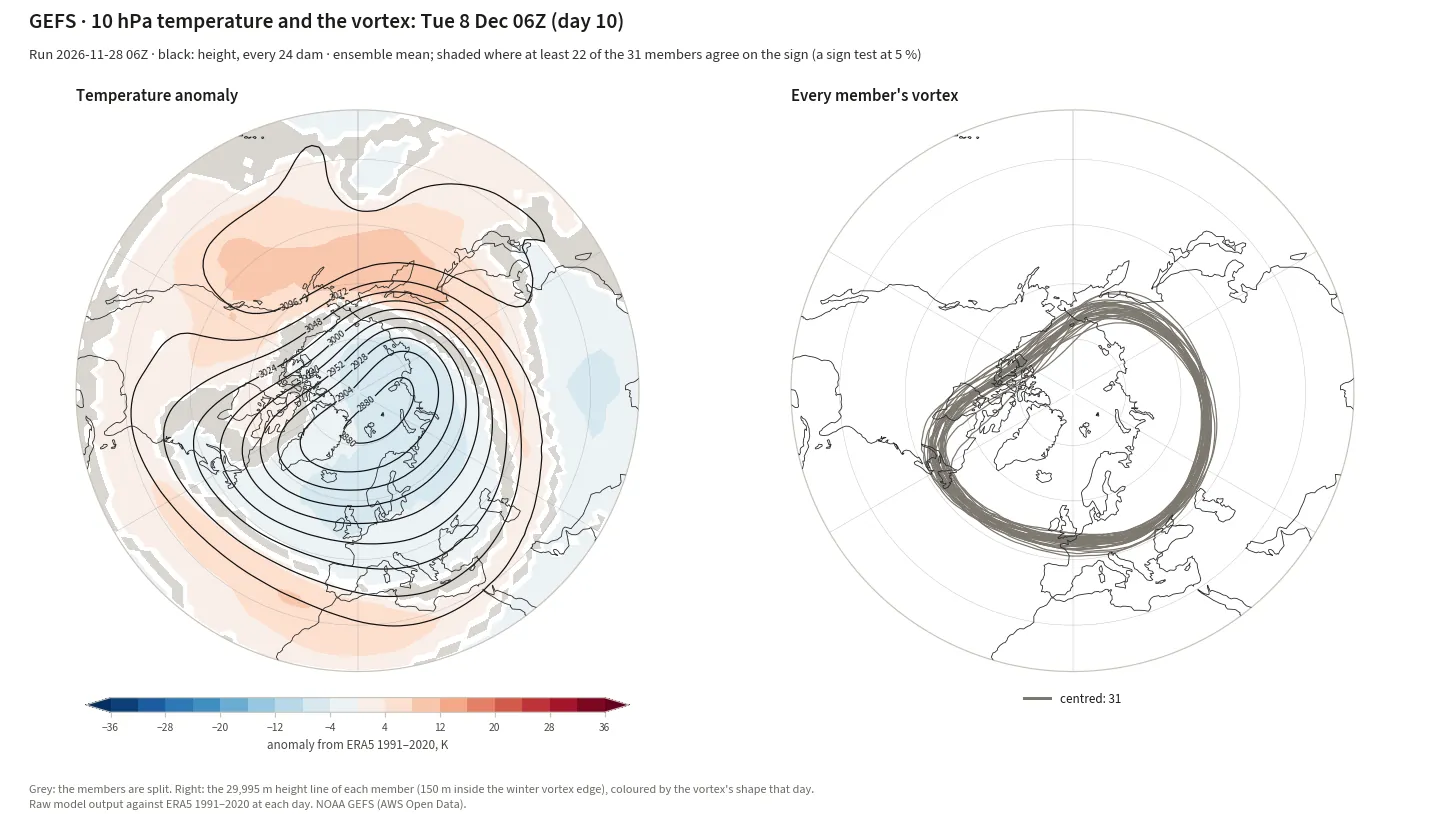 GEFS · 10 hPa temperature and the vortex: Tue 8 Dec 06Z (day 10)
Run 2026-11-28 06Z · black: height, every 24 dam · ensemble mean; shaded where at least 22 of the 31 members agree on the sign (a sign test at 5 %)
Temperature anomaly
Every member's vortex
3096
3072
3048
3000
3024
2952
2928
2904
2880
−36
−28
−20
−12
−4
4
12
20
28
36
anomaly from ERA5 1991–2020, K
centred: 31
Grey: the members are split. Right: the 29,995 m height line of each member (150 m inside the winter vortex edge), coloured by the vortex's shape that day.
Raw model output against ERA5 1991–2020 at each day. NOAA GEFS (AWS Open Data).